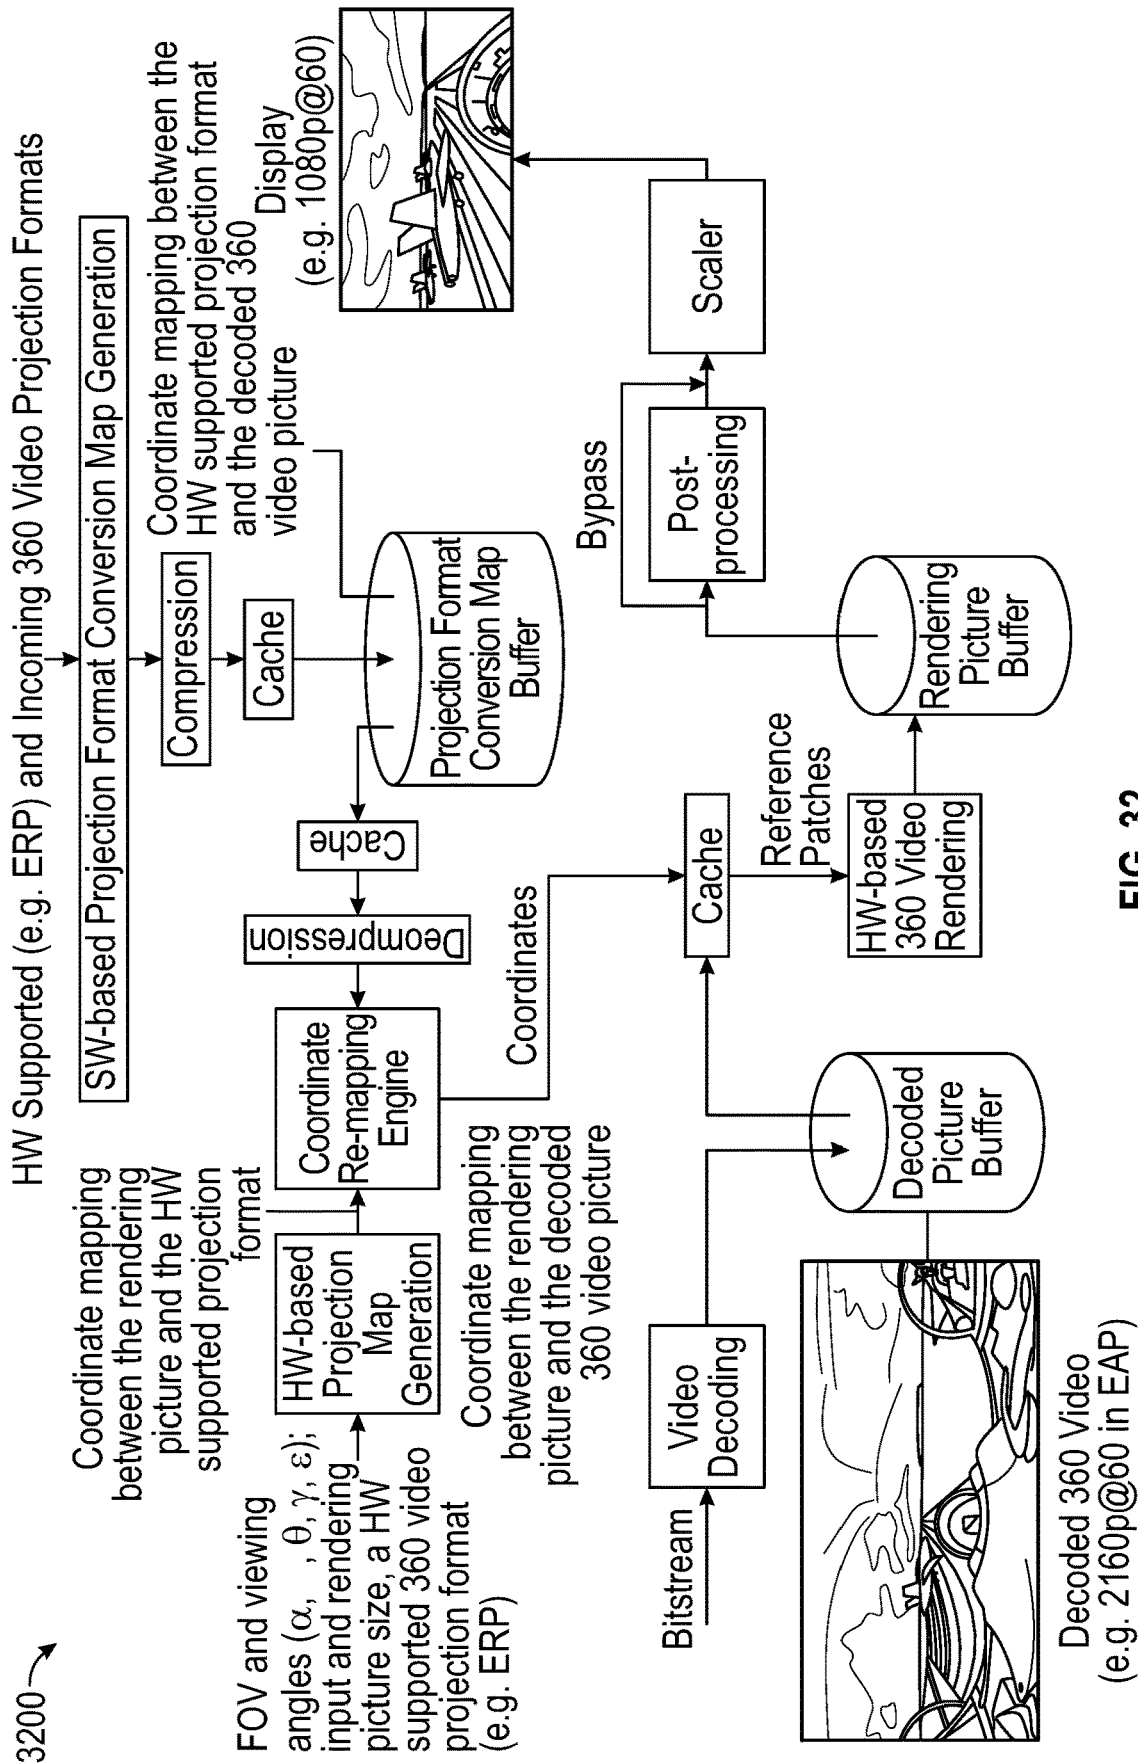 3200
HW Supported (e.g. ERP) and Incoming 360 Video Projection Formats
SW-based Projection Format Conversion Map Generation
Compression
Cache
Coordinate mapping between the
HW supported projection format
and the decoded 360
video picture
Projection Format
Conversion Map
Buffer
Cache
Deompression
Coordinate mapping
between the rendering
picture and the HW
supported projection
format
FOV and viewing
angles (α, , θ, γ, ε);
input and rendering
picture size, a HW
supported 360 video
projection format
(e.g. ERP)
HW-based
Projection
Map
Generation
Coordinate
Re-mapping
Engine
Coordinates
Coordinate mapping
between the rendering
picture and the decoded
360 video picture
Bitstream
Video
Decoding
Decoded
Picture
Buffer
Decoded 360 Video
(e.g. 2160p@60 in EAP)
Cache
Reference
Patches
HW-based
360 Video
Rendering
Rendering
Picture
Buffer
Bypass
Post-
processing
Scaler
Display
(e.g. 1080p@60)
FIG. 32